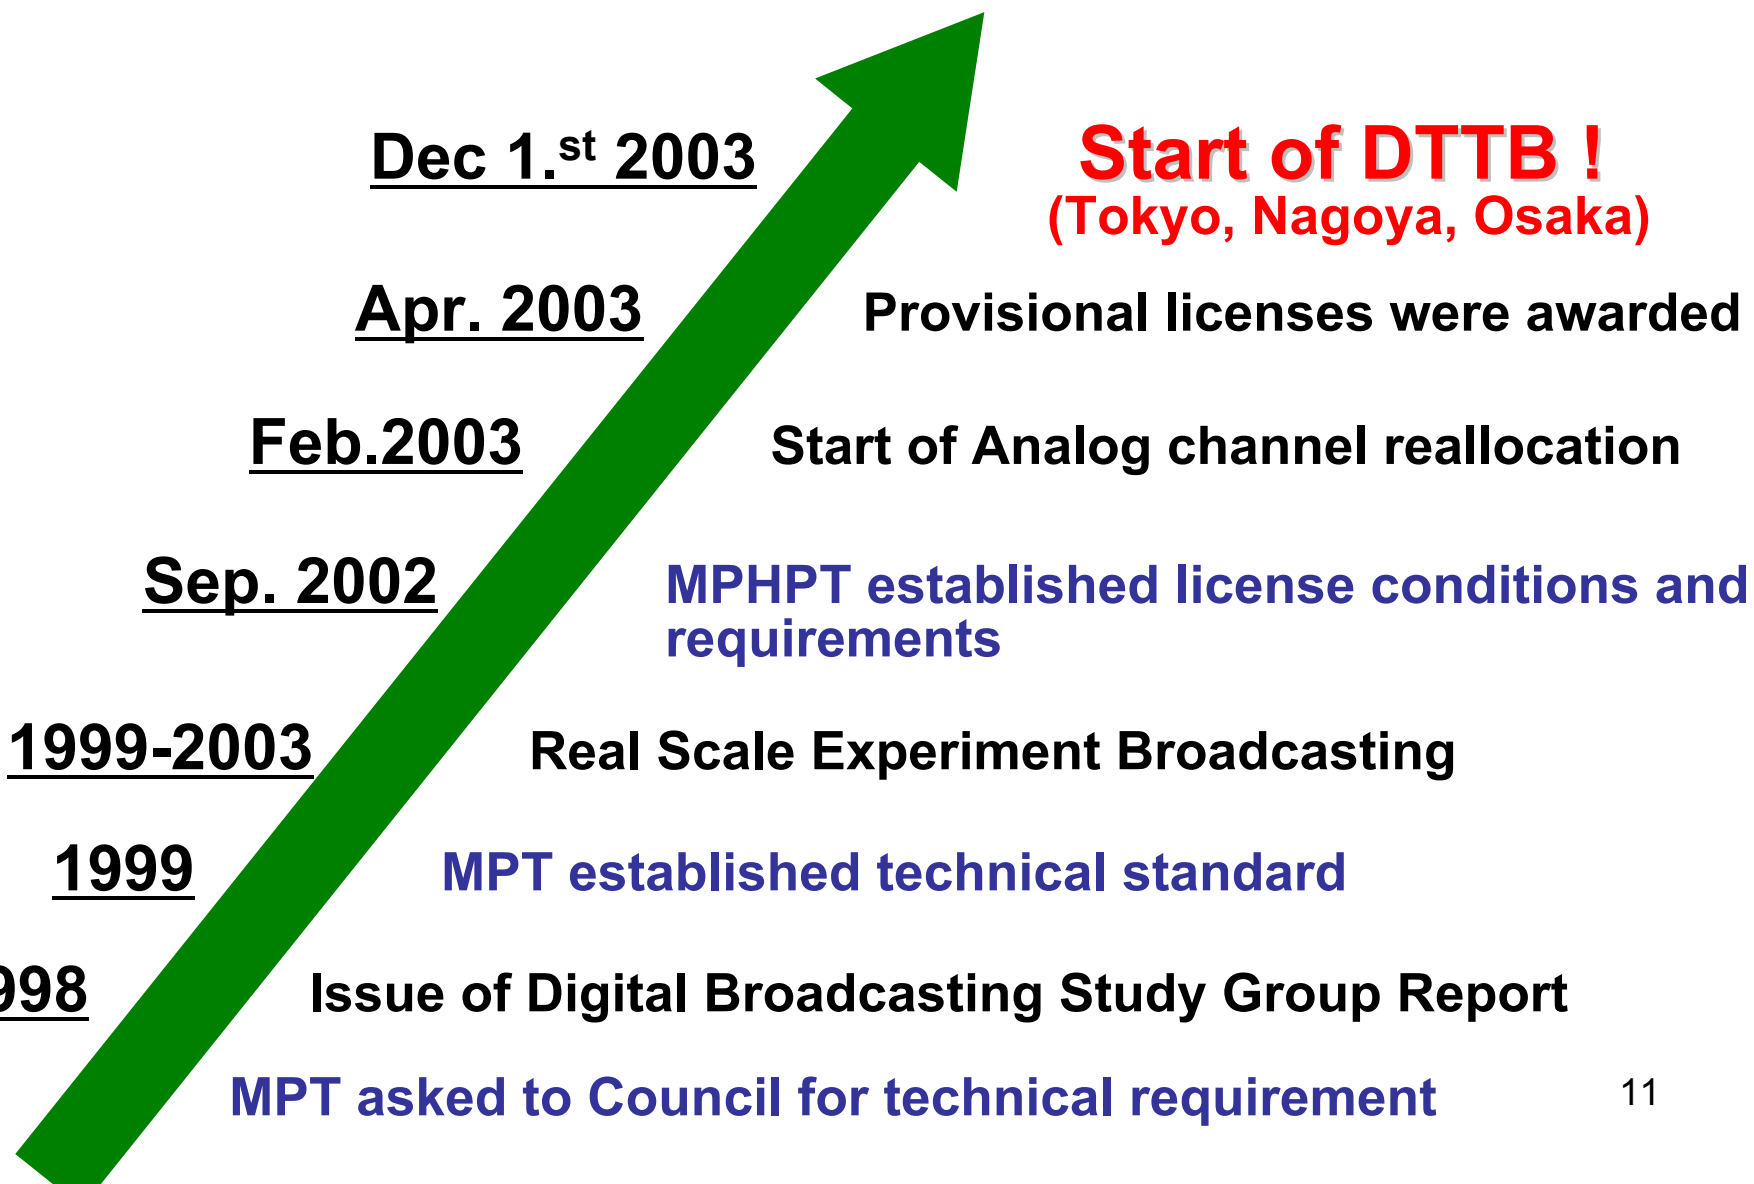 Dec 1.st 2003
Start of DTTB !
(Tokyo, Nagoya, Osaka)
Apr. 2003
Provisional licenses were awarded
Feb.2003
Start of Analog channel reallocation
Sep. 2002
MPHPT established license conditions and
requirements
1999-2003
Real Scale Experiment Broadcasting
1999
MPT established technical standard
998
Issue of Digital Broadcasting Study Group Report
MPT asked to Council for technical requirement
11